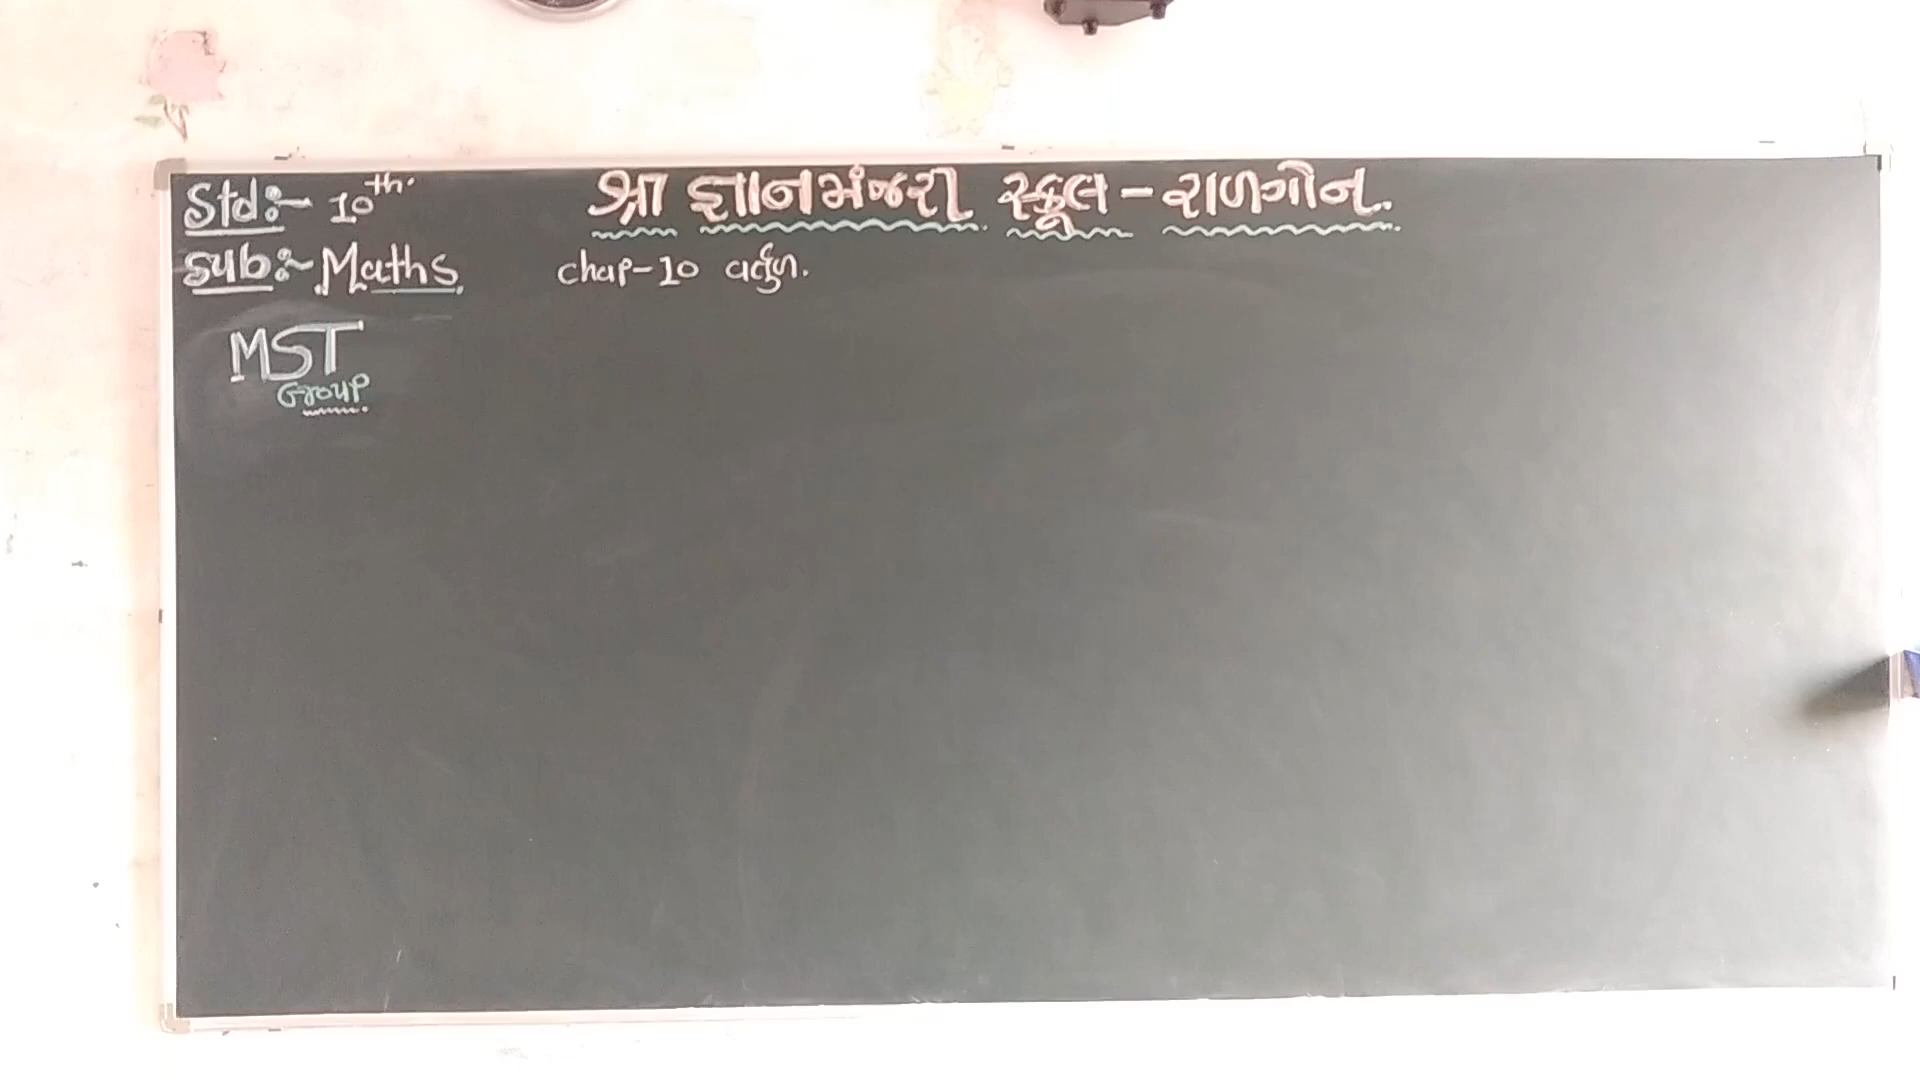 Std:- 10th.
શ્રી જ્ઞાનમંજરી સ્કૂલ - રાળગોન.
Sub:- Maths.
chap-10 વર્તુળ.
MST
Group